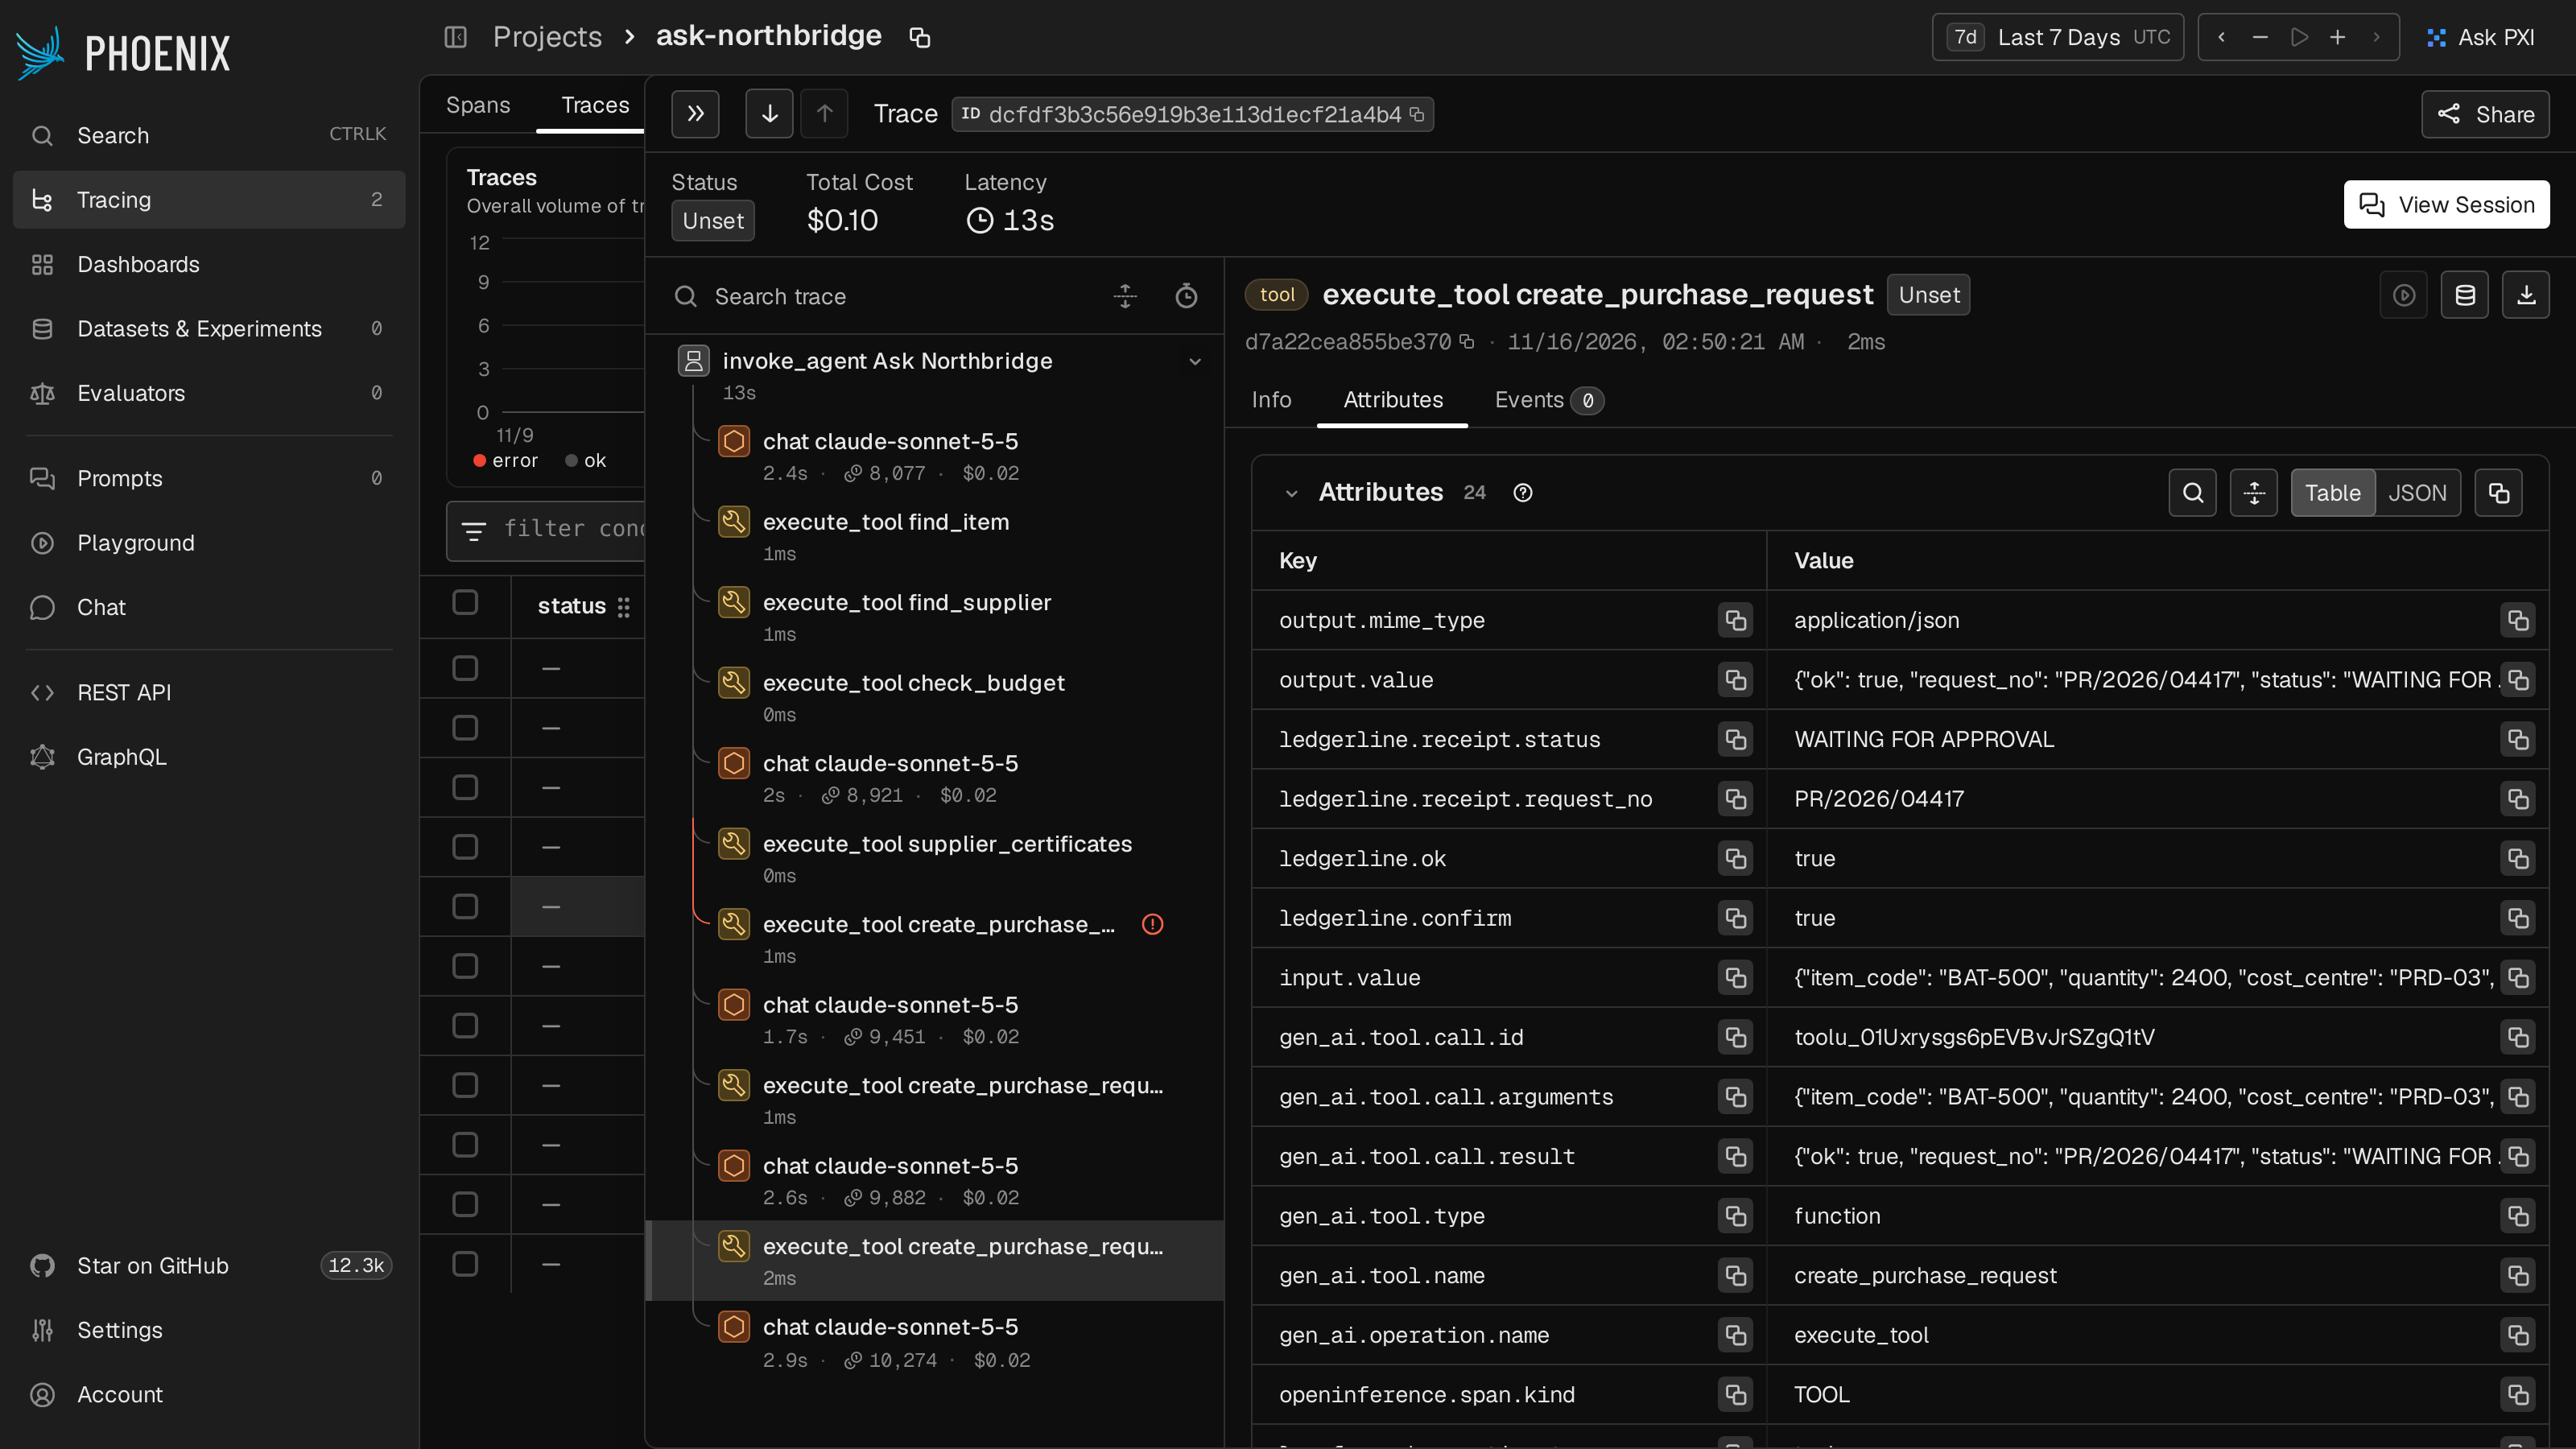 PHOENIX
Search CTRLK
Tracing 2
Dashboards
Datasets & Experiments 0
Evaluators 0
Prompts 0
Playground
Chat
REST API
GraphQL
Star on GitHub 12.3k
Settings
Account
Projects > ask-northbridge
7d Last 7 Days UTC
Ask PXI
Spans Traces
Traces
Overall volume of tr
12
9
6
3
0
11/9
error ok
filter cond
status
—
—
—
—
—
—
—
—
—
—
—
Trace ID dcfdf3b3c56e919b3e113d1ecf21a4b4
Share
Status Total Cost Latency
Unset $0.10 13s
View Session
Search trace
invoke_agent Ask Northbridge
13s
chat claude-sonnet-5-5
2.4s · 8,077 · $0.02
execute_tool find_item
1ms
execute_tool find_supplier
1ms
execute_tool check_budget
0ms
chat claude-sonnet-5-5
2s · 8,921 · $0.02
execute_tool supplier_certificates
0ms
execute_tool create_purchase_...
1ms
chat claude-sonnet-5-5
1.7s · 9,451 · $0.02
execute_tool create_purchase_requ...
1ms
chat claude-sonnet-5-5
2.6s · 9,882 · $0.02
execute_tool create_purchase_requ...
2ms
chat claude-sonnet-5-5
2.9s · 10,274 · $0.02
tool execute_tool create_purchase_request Unset
d7a22cea855be370 · 11/16/2026, 02:50:21 AM · 2ms
Info Attributes Events 0
Attributes 24
Table JSON
Key Value
output.mime_type application/json
output.value {"ok": true, "request_no": "PR/2026/04417", "status": "WAITING FOR .
ledgerline.receipt.status WAITING FOR APPROVAL
ledgerline.receipt.request_no PR/2026/04417
ledgerline.ok true
ledgerline.confirm true
input.value {"item_code": "BAT-500", "quantity": 2400, "cost_centre": "PRD-03",
gen_ai.tool.call.id toolu_01Uxrysgs6pEVBvJrSZgQ1tV
gen_ai.tool.call.arguments {"item_code": "BAT-500", "quantity": 2400, "cost_centre": "PRD-03",
gen_ai.tool.call.result {"ok": true, "request_no": "PR/2026/04417", "status": "WAITING FOR .
gen_ai.tool.type function
gen_ai.tool.name create_purchase_request
gen_ai.operation.name execute_tool
openinference.span.kind TOOL